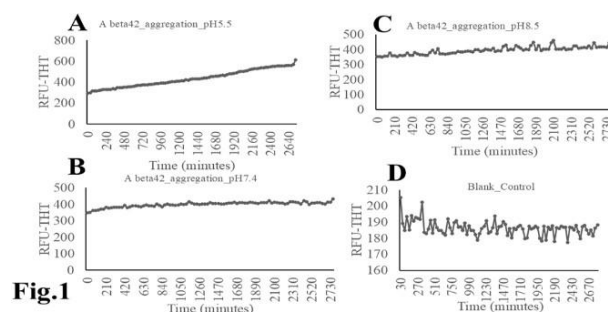 A
A beta42_aggregation_pH5.5
RFU-THT
800
600
400
200
0
0 240 480 720 960 1200 1440 1680 1920 2160 2400 2640
Time (minutes)
B
A beta42_aggregation_pH7.4
RFU-THT
500
400
300
200
100
0
0 210 420 630 840 1050 1260 1470 1680 1890 2100 2310 2520 2730
Time (minutes)
C
A beta42_aggregation_pH8.5
RFU-THT
500
400
300
200
100
0
0 210 420 630 840 1050 1260 1470 1680 1890 2100 2310 2520 2730
Time (minutes)
D
Blank_Control
RFU-THT
210
200
190
180
170
160
30 270 510 750 990 1230 1470 1710 1950 2190 2430 2670
Time (minutes)
Fig.1